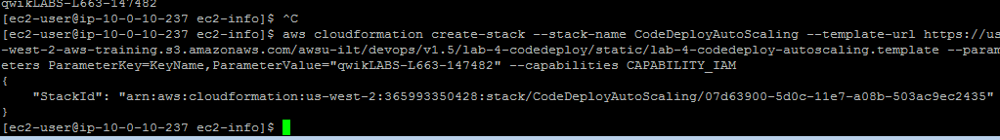 qwikLABS-L663-147482
[ec2-user@ip-10-0-10-237 ec2-info]$ ^C
[ec2-user@ip-10-0-10-237 ec2-info]$ aws cloudformation create-stack --stack-name CodeDeployAutoScaling --template-url https://us
-west-2-aws-training.s3.amazonaws.com/awsu-ilt/devops/v1.5/lab-4-codedeploy/static/lab-4-codedeploy-autoscaling.template --param
eters ParameterKey=KeyName,ParameterValue="qwikLABS-L663-147482" --capabilities CAPABILITY_IAM
{
    "StackId": "arn:aws:cloudformation:us-west-2:365993350428:stack/CodeDeployAutoScaling/07d63900-5d0c-11e7-a08b-503ac9ec2435"
}
[ec2-user@ip-10-0-10-237 ec2-info]$